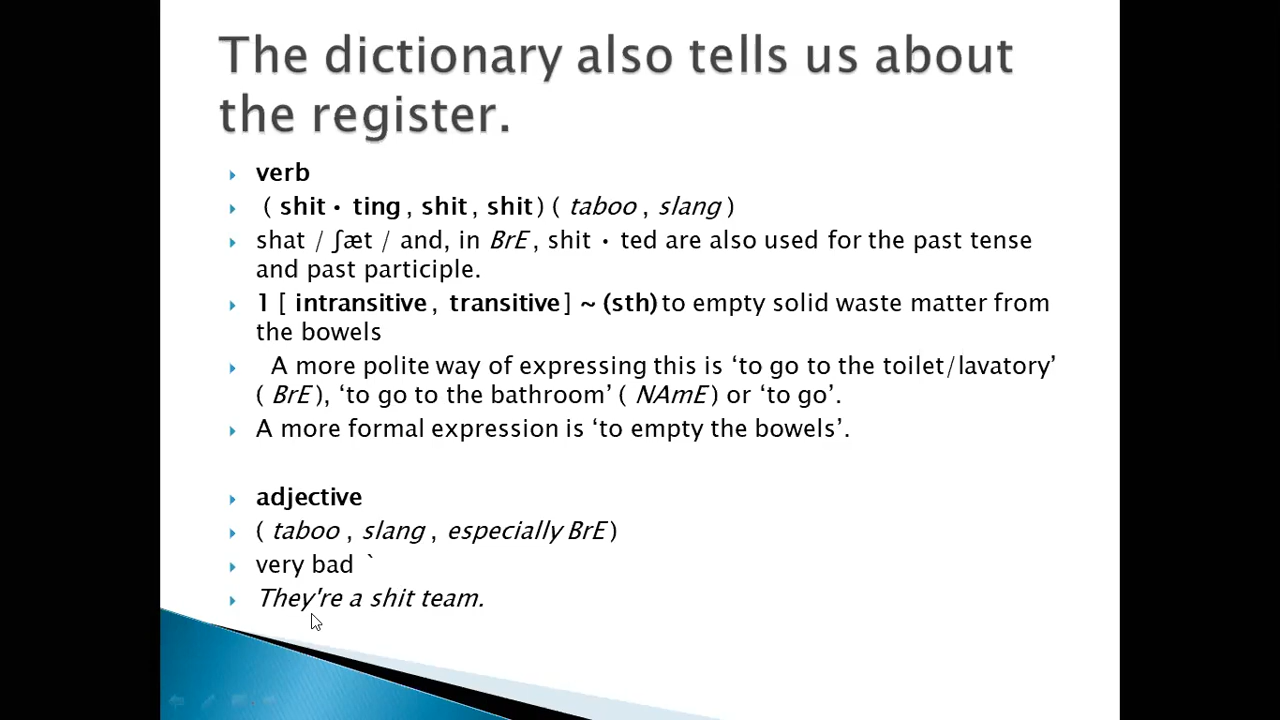 The dictionary also tells us about
the register.
verb
( shit • ting , shit , shit ) ( taboo , slang )
shat / ʃæt / and, in BrE , shit • ted are also used for the past tense
and past participle.
1 [ intransitive , transitive ] ~ (sth) to empty solid waste matter from
the bowels
A more polite way of expressing this is ‘to go to the toilet/lavatory’
( BrE ), ‘to go to the bathroom’ ( NAmE ) or ‘to go’.
A more formal expression is ‘to empty the bowels’.
adjective
( taboo , slang , especially BrE )
very bad `
They're a shit team.